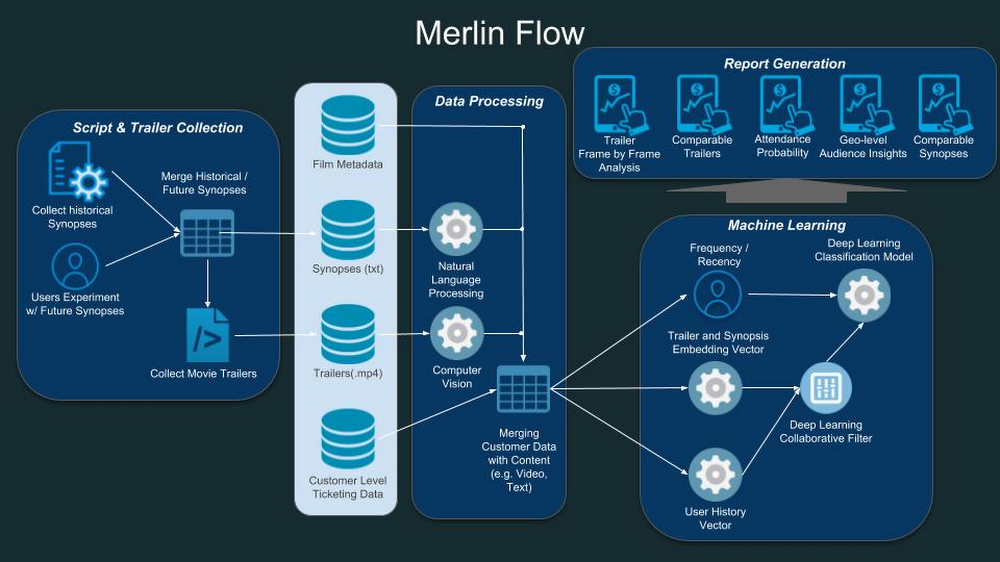 Merlin Flow
Script & Trailer Collection
Collect historical
Synopses
Merge Historical /
Future Synopses
Users Experiment
w/ Future Synopses
Collect Movie Trailers
Film Metadata
Synopses (txt)
Trailers(.mp4)
Customer Level
Ticketing Data
Data Processing
Natural
Language
Processing
Computer
Vision
Merging
Customer Data
with Content
(e.g. Video,
Text)
Report Generation
Trailer
Frame by Frame
Analysis
Comparable
Trailers
Attendance
Probability
Geo-level
Audience Insights
Comparable
Synopses
Machine Learning
Frequency /
Recency
Deep Learning
Classification Model
Trailer and Synopsis
Embedding Vector
Deep Learning
Collaborative Filter
User History
Vector